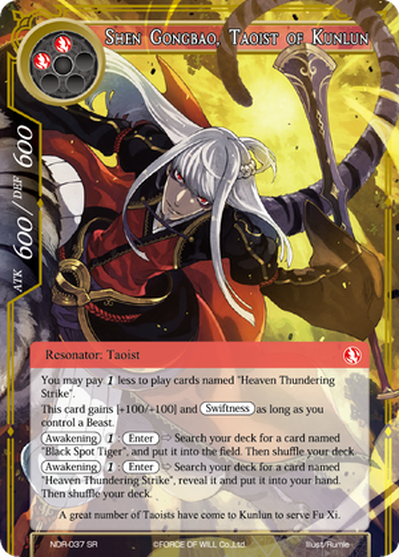 Shen Gongbao, Taoist of Kunlun
ATK 600 / DEF 600
Resonator: Taoist
You may pay 1 less to play cards named "Heaven Thundering
Strike".
This card gains [+100/+100] and Swiftness as long as you
control a Beast.
Awakening 1 : Enter ⇨ Search your deck for a card named
"Black Spot Tiger", and put it into the field. Then shuffle your deck.
Awakening 1 : Enter ⇨ Search your deck for a card named
"Heaven Thundering Strike", reveal it and put it into your hand.
Then shuffle your deck.
A great number of Taoists have come to Kunlun to serve Fu Xi.
NDR-037 SR
©FORCE OF WILL Co.,Ltd.
Illust/Rumie